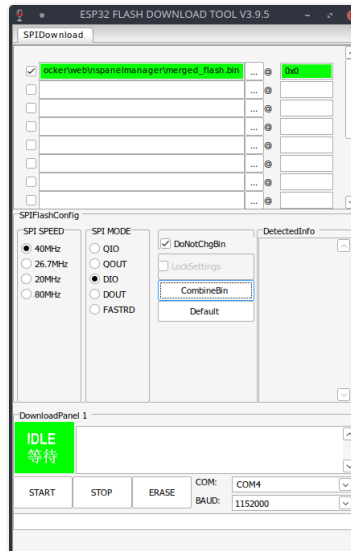 ESP32 FLASH DOWNLOAD TOOL V3.9.5
SPIDownload
ocker\web\nspanelmanager\merged_flash.bin ... @ 0x0
... @
... @
... @
... @
... @
... @
... @
SPIFlashConfig
SPI SPEED
40MHz
26.7MHz
20MHz
80MHz
SPI MODE
QIO
QOUT
DIO
DOUT
FASTRD
DoNotChgBin
LockSettings
CombineBin
Default
DetectedInfo
DownloadPanel 1
IDLE
等待
START STOP ERASE
COM: COM4
BAUD: 1152000